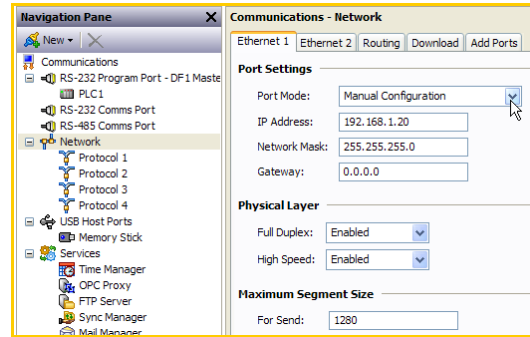 Navigation Pane X
New
Communications
RS-232 Program Port - DF1 Maste
PLC1
RS-232 Comms Port
RS-485 Comms Port
Network
Protocol 1
Protocol 2
Protocol 3
Protocol 4
USB Host Ports
Memory Stick
Services
Time Manager
OPC Proxy
FTP Server
Sync Manager
Mail Manager
Communications - Network
Ethernet 1 Ethernet 2 Routing Download Add Ports
Port Settings
Port Mode: Manual Configuration
IP Address: 192.168.1.20
Network Mask: 255.255.255.0
Gateway: 0.0.0.0
Physical Layer
Full Duplex: Enabled
High Speed: Enabled
Maximum Segment Size
For Send: 1280